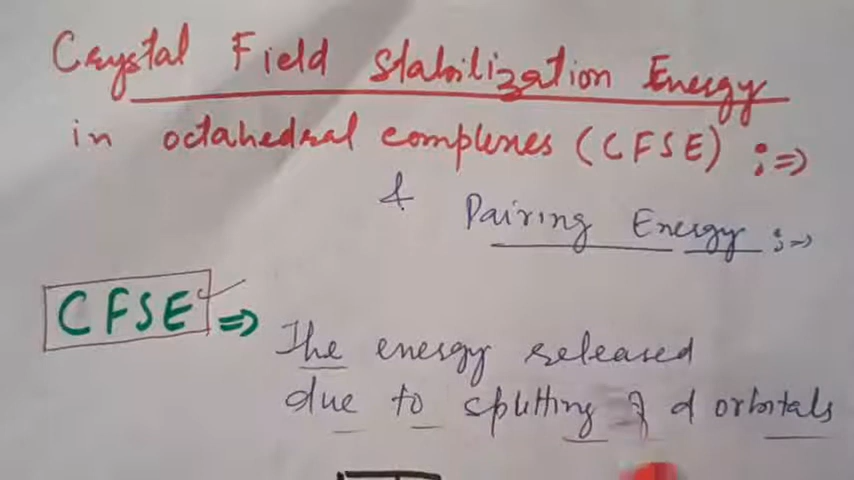 Crystal Field Stabilization Energy
in octahedral complexes (CFSE) ;⇒
& Pairing Energy ;→
CFSE ⇒
The energy released
due to splitting of d orbitals